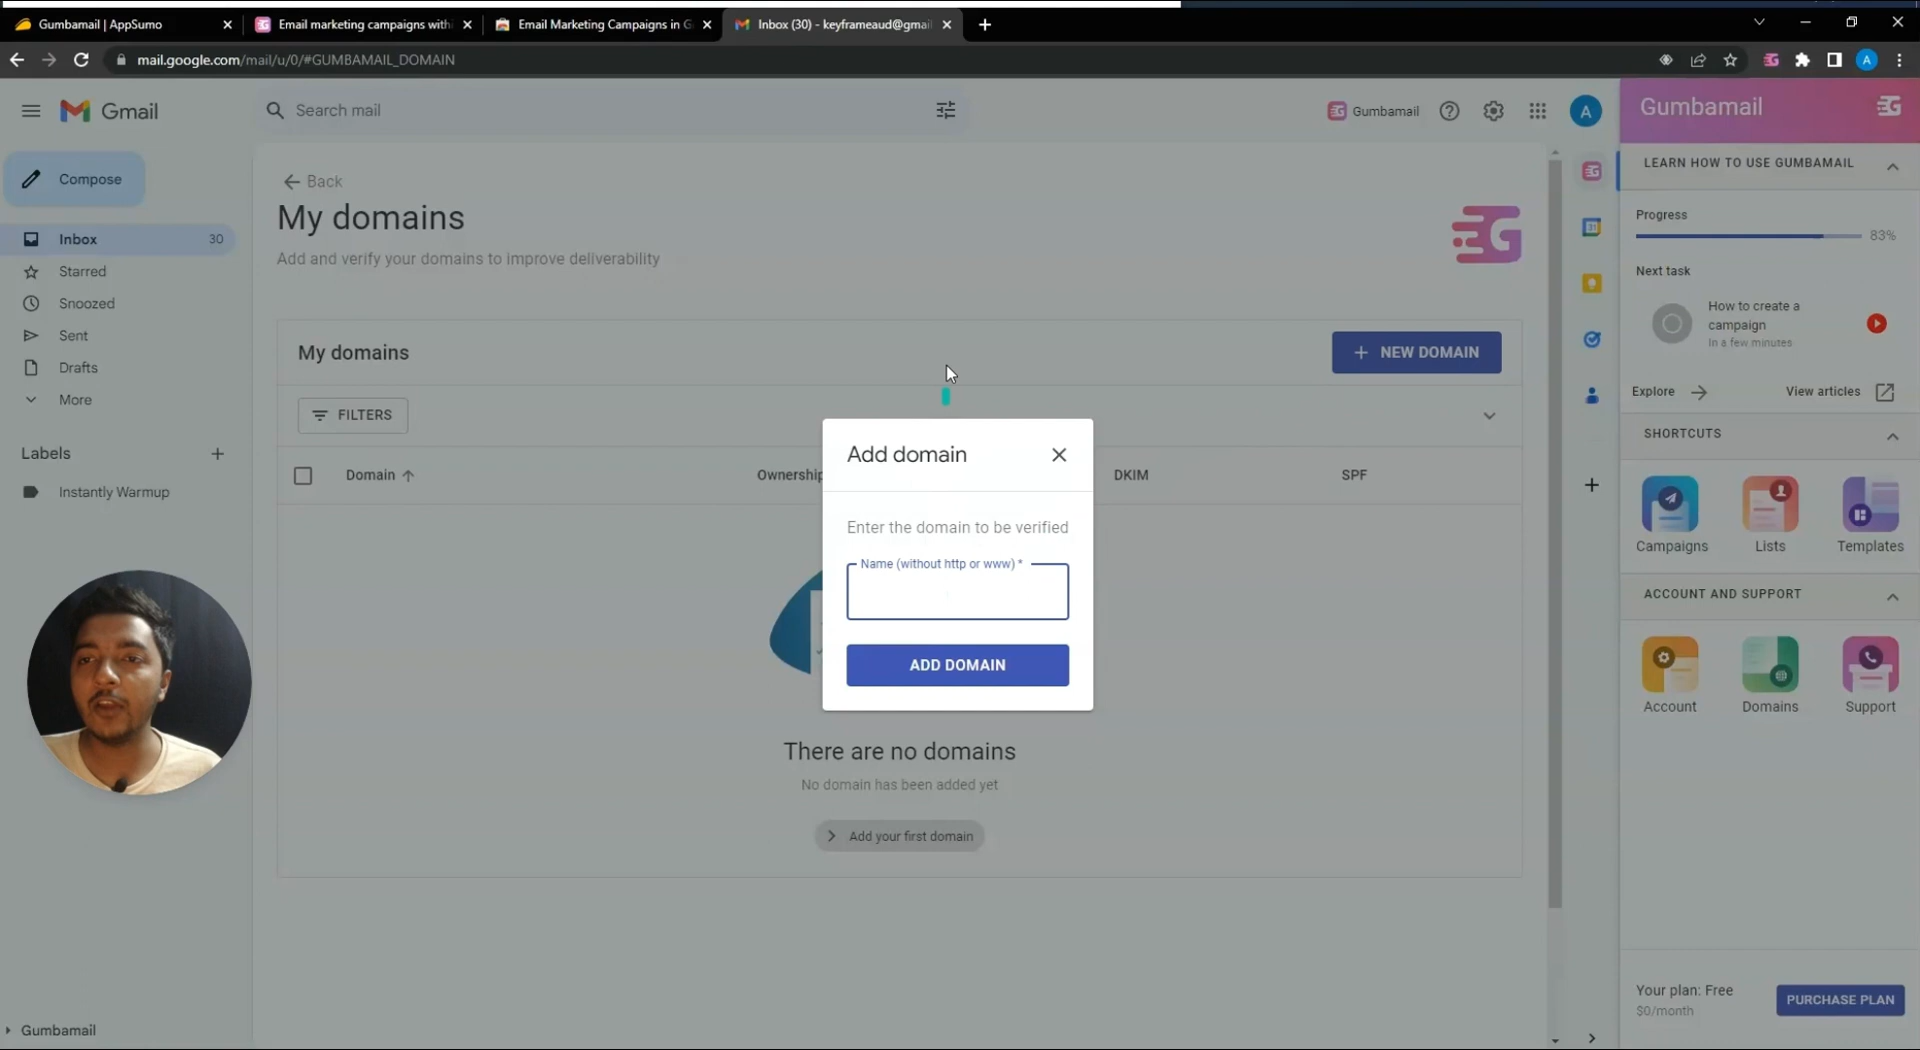 Gumbamail | AppSumo
Email marketing campaigns with
Email Marketing Campaigns in G
Inbox (30) - keyframeaud@gmai
mail.google.com/mail/u/0/#GUMBAMAIL_DOMAIN
A
Gmail
Search mail
Gumbamail
A
Gumbamail
Compose
Inbox 30
Starred
Snoozed
Sent
Drafts
More
Labels
Instantly Warmup
Gumbamail
Back
My domains
Add and verify your domains to improve deliverability
My domains
NEW DOMAIN
FILTERS
Domain
Ownership
DKIM
SPF
Add domain
Enter the domain to be verified
Name (without http or www) *
ADD DOMAIN
There are no domains
No domain has been added yet
Add your first domain
LEARN HOW TO USE GUMBAMAIL
Progress
83%
Next task
How to create a
campaign
In a few minutes
Explore
View articles
SHORTCUTS
Campaigns
Lists
Templates
ACCOUNT AND SUPPORT
Account
Domains
Support
Your plan: Free
$0/month
PURCHASE PLAN